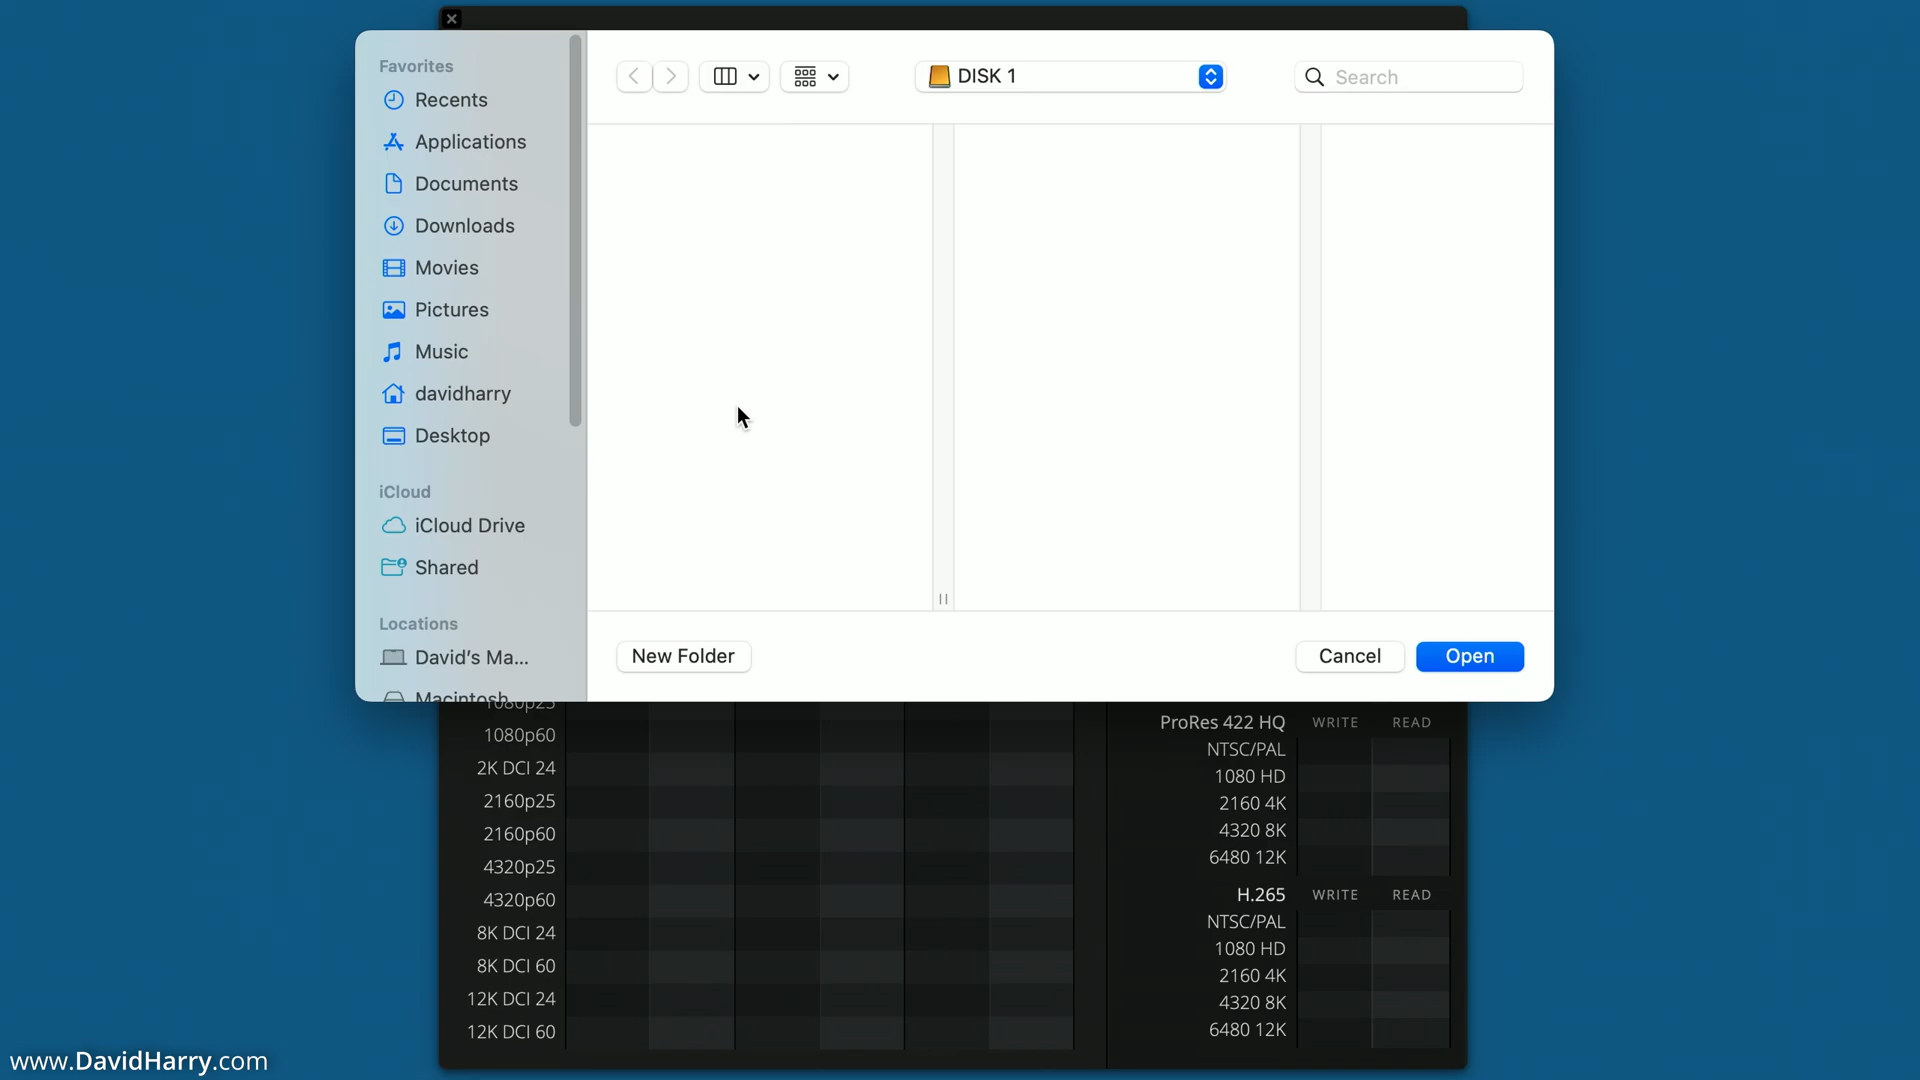 Favorites
Recents
Applications
Documents
Downloads
Movies
Pictures
Music
davidharry
Desktop
iCloud
iCloud Drive
Shared
Locations
David's Ma...
Macintosh
DISK 1
Search
New Folder
Cancel
Open
1080p25
1080p60
2K DCI 24
2160p25
2160p60
4320p25
4320p60
8K DCI 24
8K DCI 60
12K DCI 24
12K DCI 60
ProRes 422 HQ WRITE READ
NTSC/PAL
1080 HD
2160 4K
4320 8K
6480 12K
H.265 WRITE READ
NTSC/PAL
1080 HD
2160 4K
4320 8K
6480 12K
www.DavidHarry.com